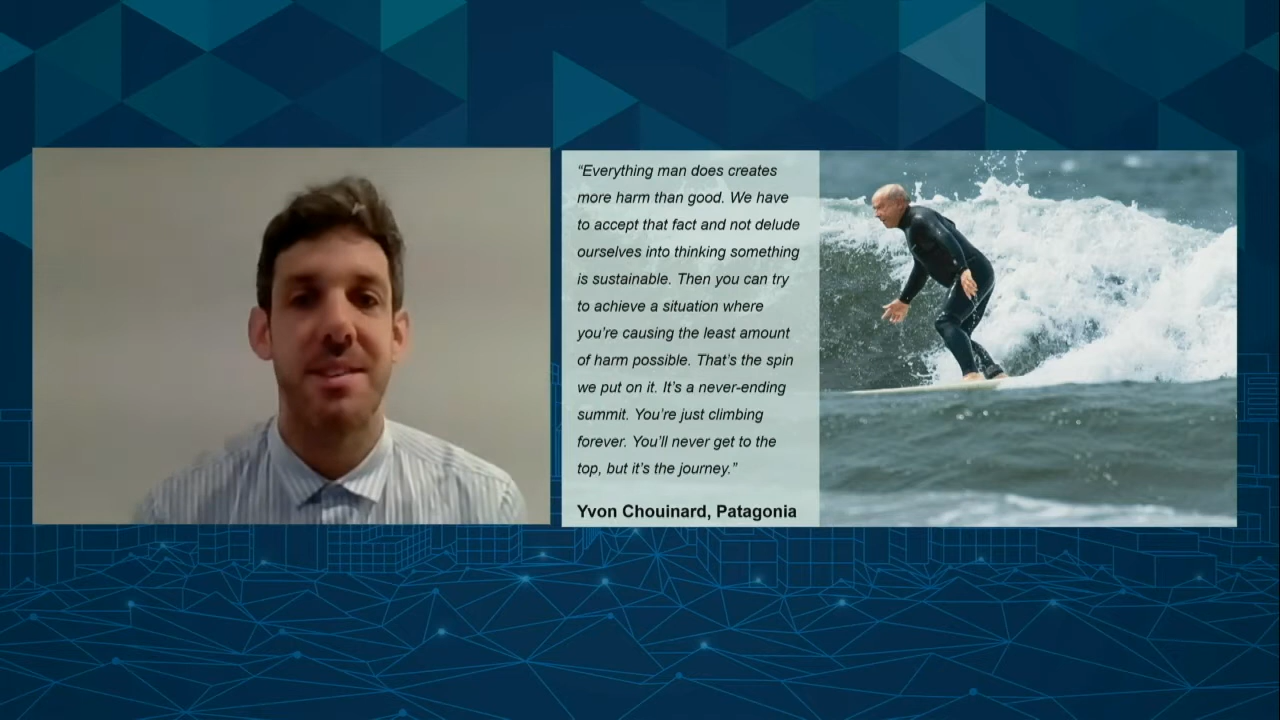 “Everything man does creates
more harm than good. We have
to accept that fact and not delude
ourselves into thinking something
is sustainable. Then you can try
to achieve a situation where
you’re causing the least amount
of harm possible. That’s the spin
we put on it. It’s a never-ending
summit. You’re just climbing
forever. You’ll never get to the
top, but it’s the journey.”
Yvon Chouinard, Patagonia